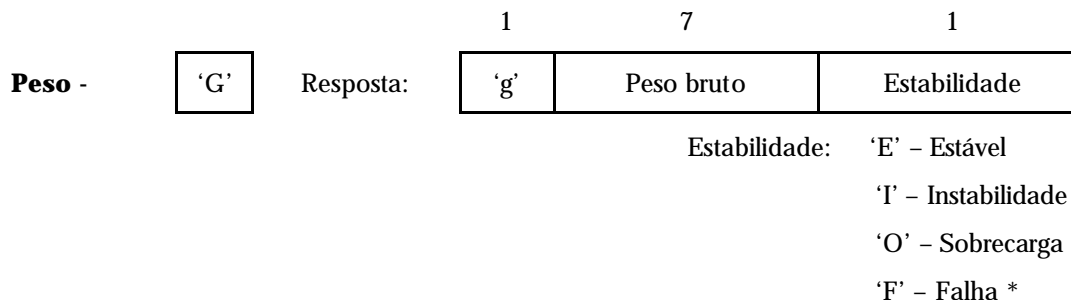 1 7 1
Peso - ‘G’ Resposta: ‘g’ Peso bruto Estabilidade
Estabilidade: ‘E’ – Estável
‘I’ – Instabilidade
‘O’ – Sobrecarga
‘F’ – Falha *